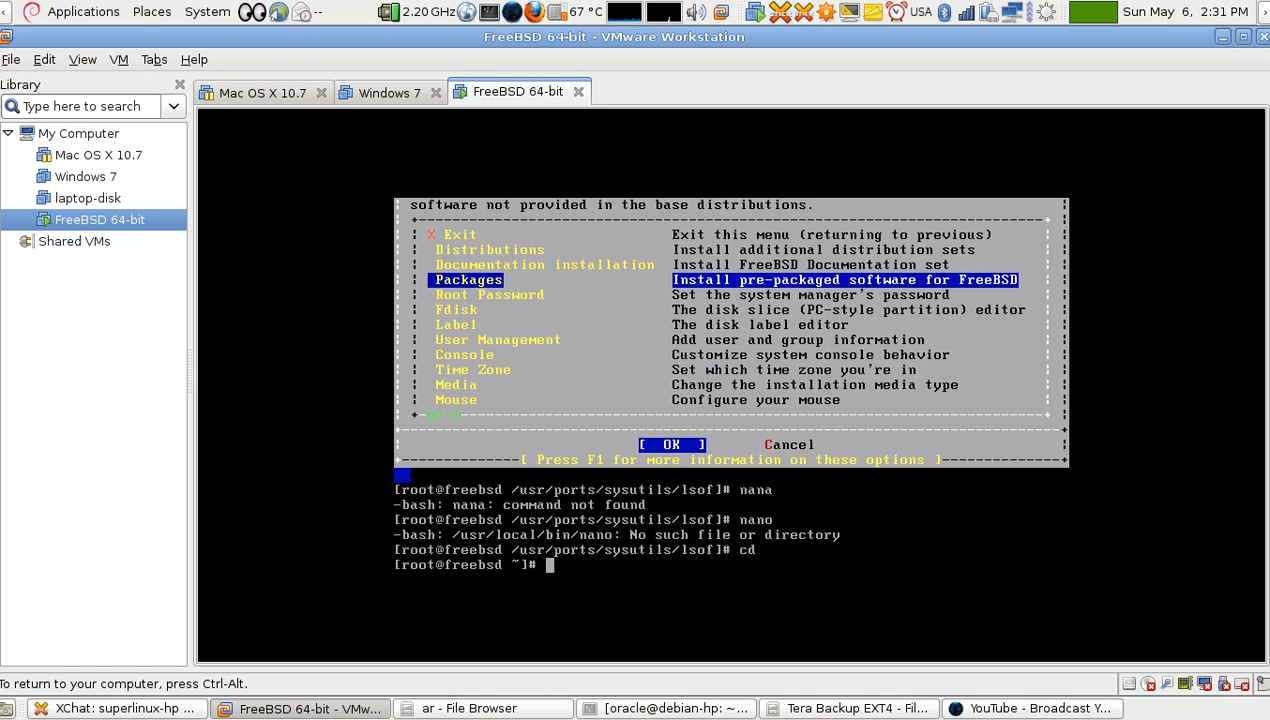 Applications Places System 2.20 GHz -- 67 °C USA Sun May 6, 2:31 PM
FreeBSD 64-bit - VMware Workstation
File Edit View VM Tabs Help
Library
Type here to search
Mac OS X 10.7 Windows 7 FreeBSD 64-bit
My Computer
Mac OS X 10.7
Windows 7
laptop-disk
FreeBSD 64-bit
Shared VMs
software not provided in the base distributions.
X Exit Exit this menu (returning to previous)
Distributions Install additional distribution sets
Documentation installation Install FreeBSD Documentation set
Packages Install pre-packaged software for FreeBSD
Root Password Set the system manager's password
Fdisk The disk slice (PC-style partition) editor
Label The disk label editor
User Management Add user and group information
Console Customize system console behavior
Time Zone Set which time zone you're in
Media Change the installation media type
Mouse Configure your mouse
[ OK ] Cancel
[ Press F1 for more information on these options ]
[root@freebsd /usr/ports/sysutils/lsof]# nana
-bash: nana: command not found
[root@freebsd /usr/ports/sysutils/lsof]# nano
-bash: /usr/local/bin/nano: No such file or directory
[root@freebsd /usr/ports/sysutils/lsof]# cd
[root@freebsd ~]#
To return to your computer, press Ctrl-Alt.
XChat: superlinux-hp ... FreeBSD 64-bit - VMw... ar - File Browser [oracle@debian-hp: ~... Tera Backup EXT4 - Fil... YouTube - Broadcast Y...